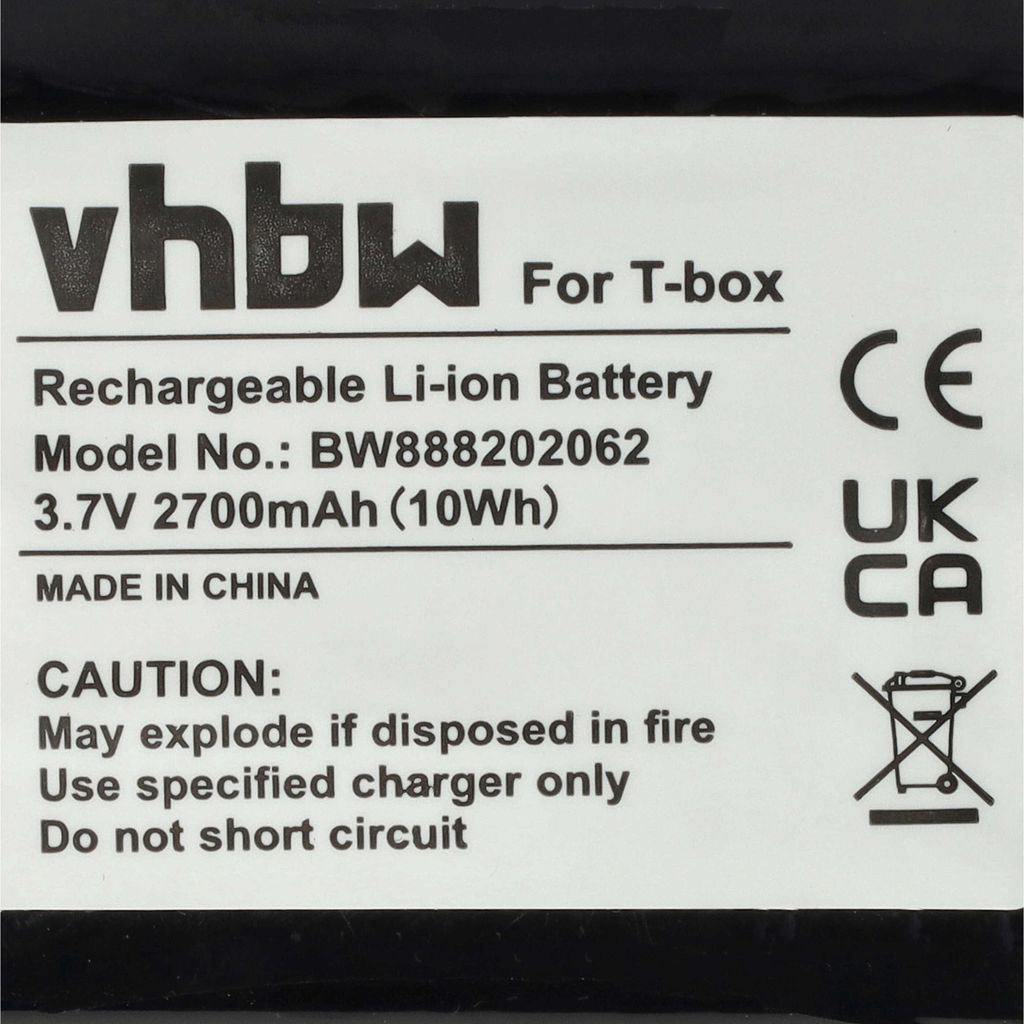 vhbw For T-box
Rechargeable Li-ion Battery
Model No.: BW888202062
3.7V 2700mAh (10Wh)
MADE IN CHINA
CAUTION:
May explode if disposed in fire
Use specified charger only
Do not short circuit
CE
UK
CA